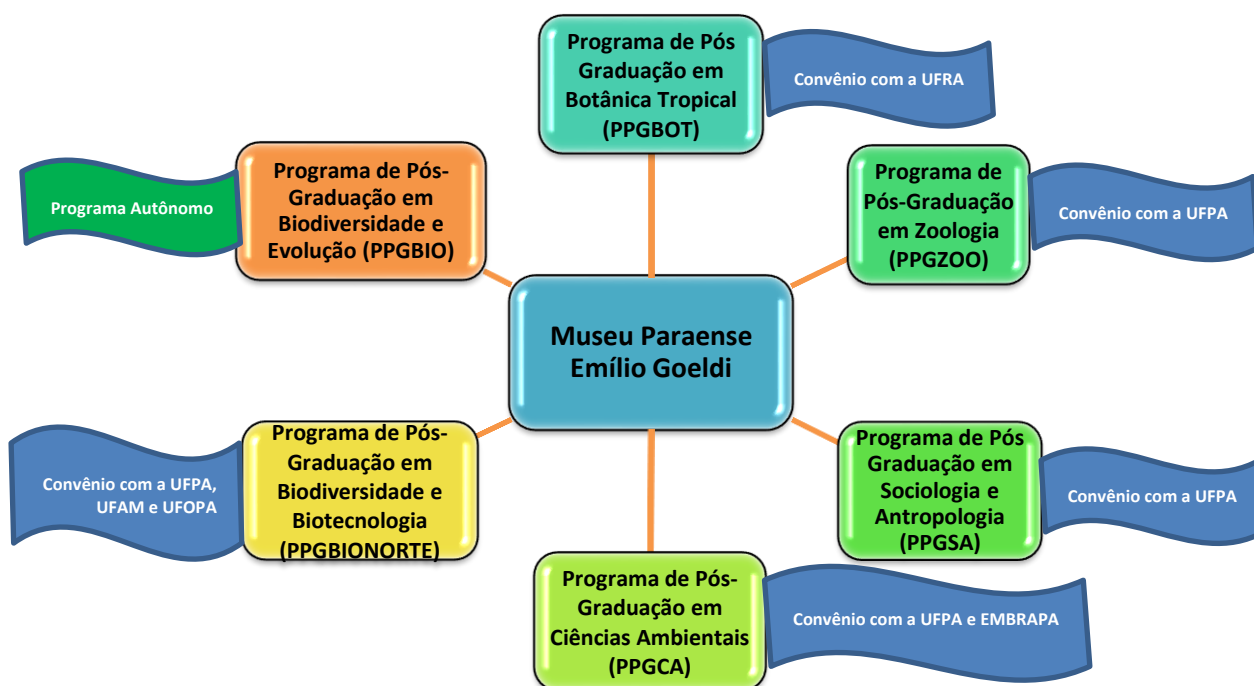 Programa de Pós
Graduação em
Botânica Tropical
(PPGBOT)
Convênio com a UFRA
Programa de
Pós-Graduação
em Zoologia
(PPGZOO)
Convênio com a UFPA
Programa de Pós
Graduação em
Sociologia e
Antropologia
(PPGSA)
Convênio com a UFPA
Programa de Pós-
Graduação em
Ciências Ambientais
(PPGCA)
Convênio com a UFPA e EMBRAPA
Programa de Pós-
Graduação em
Biodiversidade e
Biotecnologia
(PPGBIONORTE)
Convênio com a UFPA,
UFAM e UFOPA
Programa de Pós-
Graduação em
Biodiversidade e
Evolução (PPGBIO)
Programa Autônomo
Museu Paraense
Emílio Goeldi